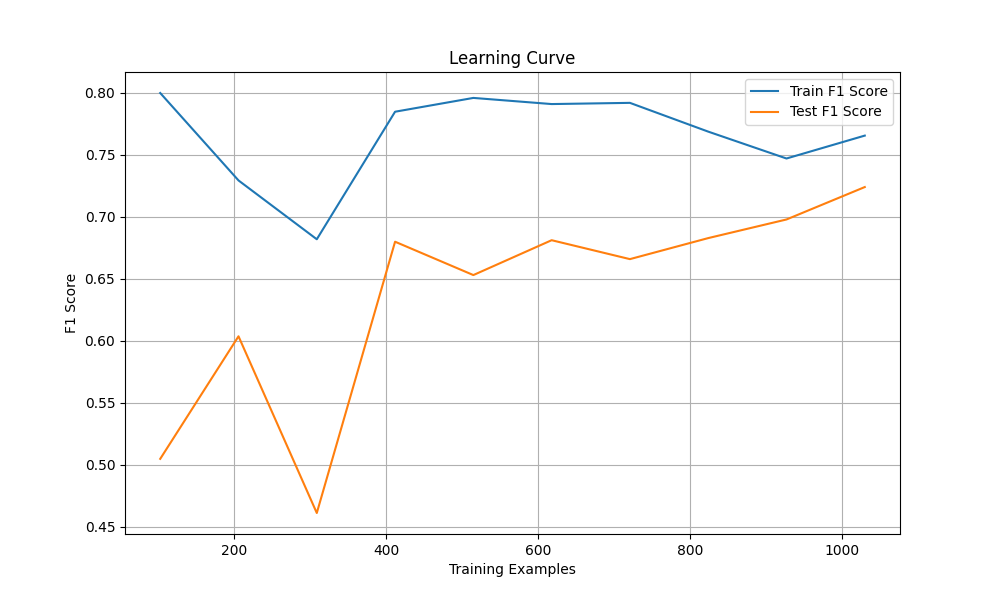 Learning Curve
Train F1 Score
Test F1 Score
0.80
0.75
0.70
0.65
0.60
0.55
0.50
0.45
F1 Score
200
400
600
800
1000
Training Examples